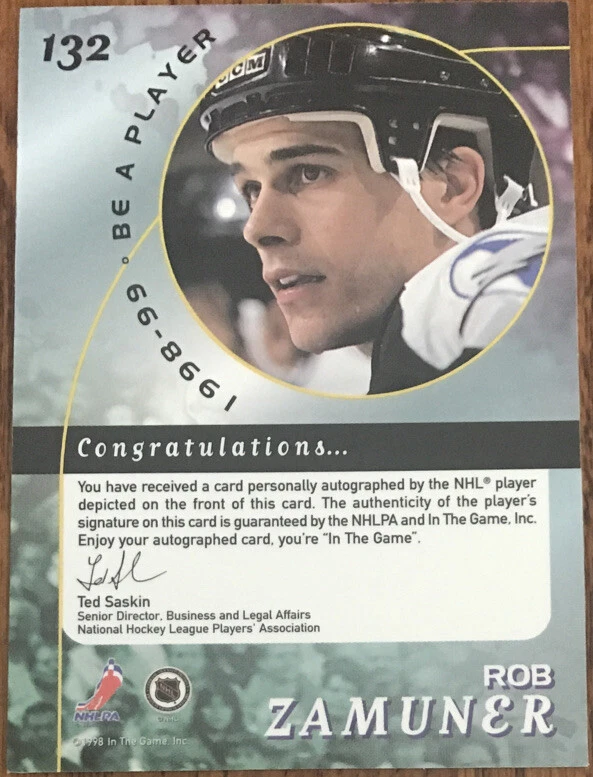 132
1998-99 ° BE A PLAYER
CCM
Congratulations...
You have received a card personally autographed by the NHL® player
depicted on the front of this card. The authenticity of the player's
signature on this card is guaranteed by the NHLPA and In The Game, Inc.
Enjoy your autographed card, you're "In The Game".
Ted Saskin
Senior Director, Business and Legal Affairs
National Hockey League Players' Association
ROB
ZAMUNER
NHLPA
NHL
© 1998 In The Game, Inc.